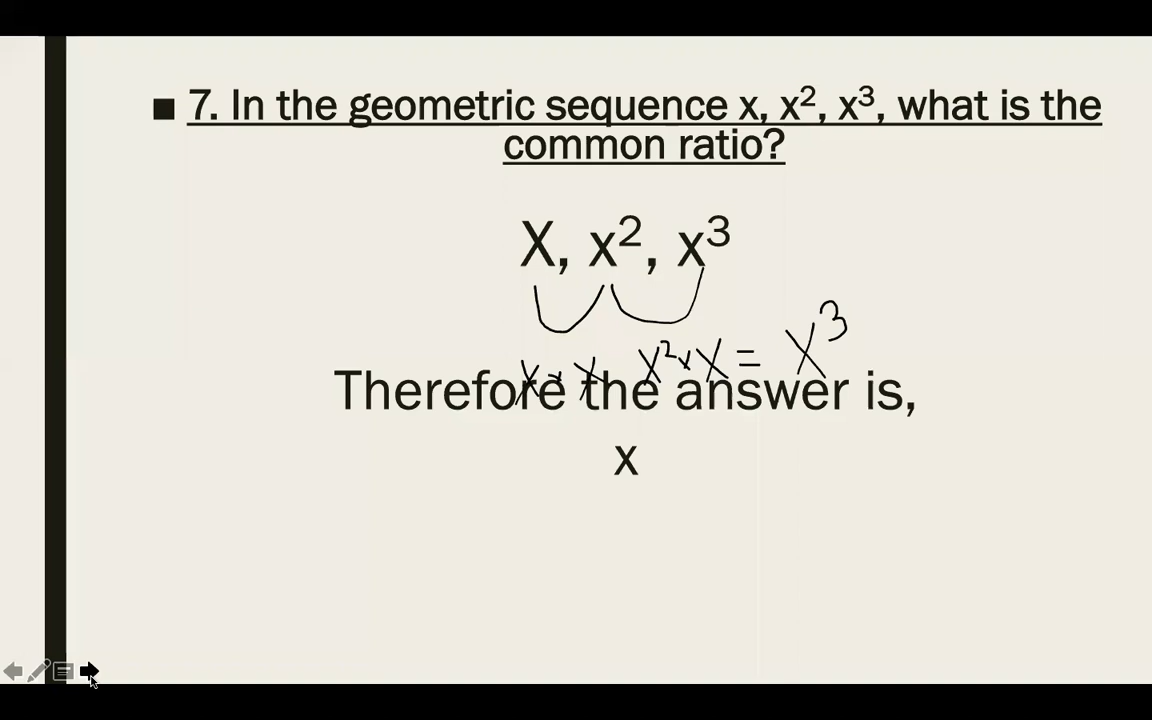 ■ 7. In the geometric sequence x, x², x³, what is the
common ratio?
X, x², x³
x × x x² × x = x³
Therefore the answer is,
x